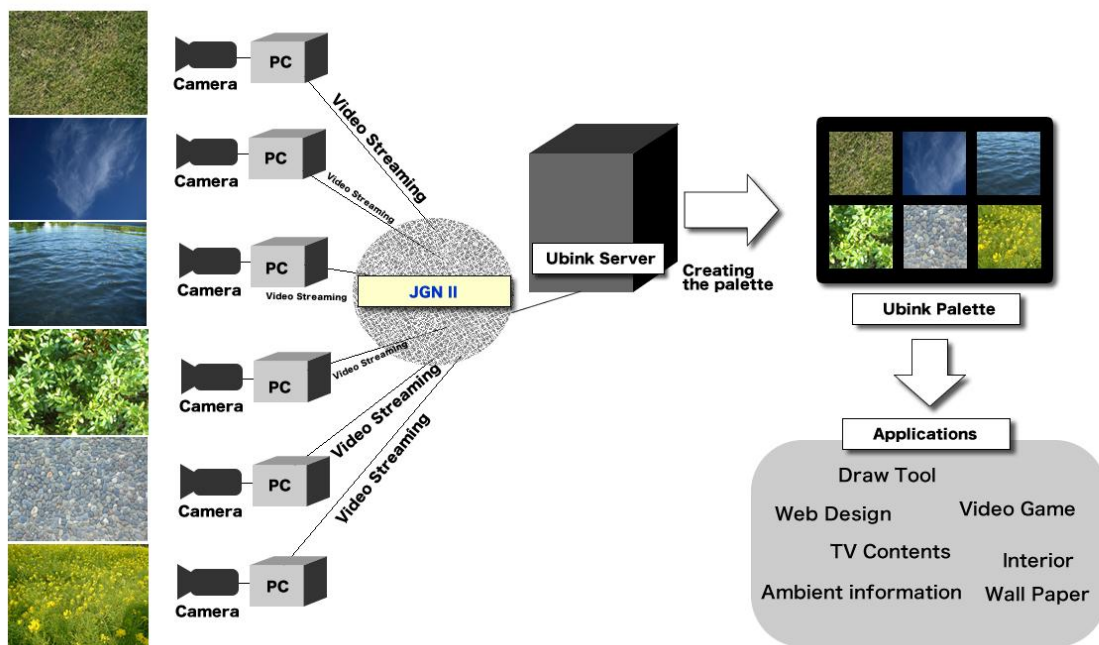 PC
Camera
Video Streaming
PC
Camera
Video Streaming
PC
Camera
Video Streaming
JGN II
PC
Camera
Video Streaming
PC
Camera
Video Streaming
PC
Camera
Video Streaming
Ubink Server
Creating
the palette
Ubink Palette
Applications
Draw Tool
Web Design
Video Game
TV Contents
Interior
Ambient information
Wall Paper